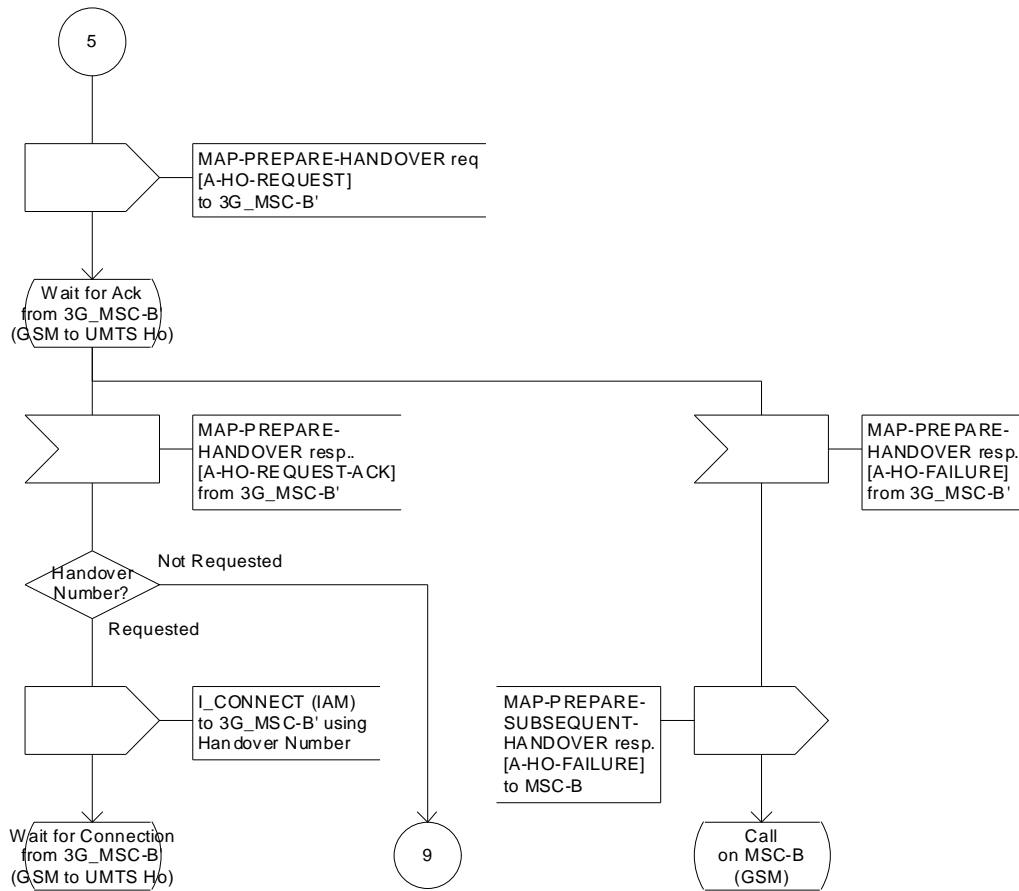 5
MAP-PREPARE-HANDOVER req
[A-HO-REQUEST]
to 3G_MSC-B'
Wait for Ack
from 3G_MSC-B'
(GSM to UMTS Ho)
MAP-PREPARE-
HANDOVER resp..
[A-HO-REQUEST-ACK]
from 3G_MSC-B'
MAP-PREPARE-
HANDOVER resp.
[A-HO-FAILURE]
from 3G_MSC-B'
Handover
Number?
Not Requested
Requested
I_CONNECT (IAM)
to 3G_MSC-B' using
Handover Number
MAP-PREPARE-
SUBSEQUENT-
HANDOVER resp.
[A-HO-FAILURE]
to MSC-B
Wait for Connection
from 3G_MSC-B'
(GSM to UMTS Ho)
9
Call
on MSC-B
(GSM)